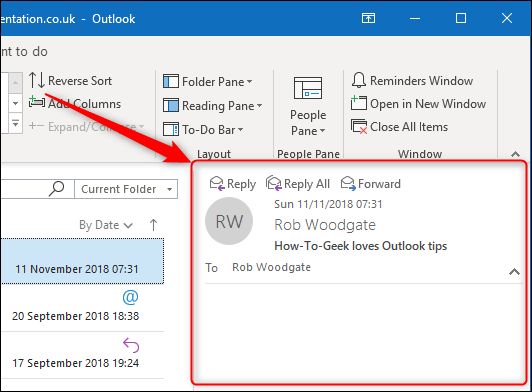 entation.co.uk - Outlook
nt to do
Reverse Sort
Add Columns
Expand/Collapse
Folder Pane
Reading Pane
To-Do Bar
Layout
People
Pane
People Pane
Reminders Window
Open in New Window
Close All Items
Window
Current Folder
By Date
11 November 2018 07:31
@
20 September 2018 18:38
17 September 2018 19:24
Reply Reply All Forward
RW
Sun 11/11/2018 07:31
Rob Woodgate
How-To-Geek loves Outlook tips
To Rob Woodgate